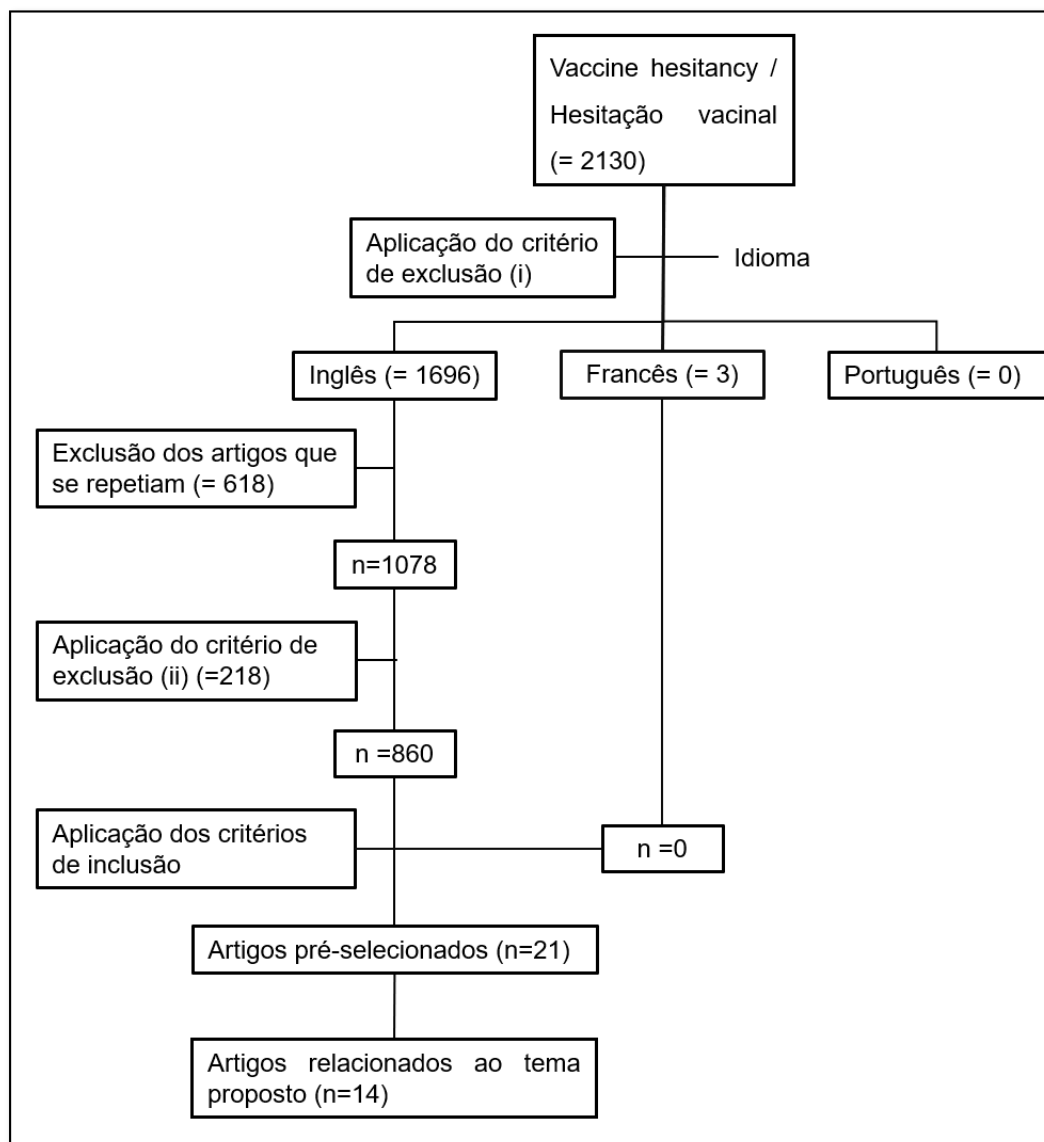 Vaccine hesitancy /
Hesitação vacinal
(= 2130)
Aplicação do critério
de exclusão (i)
Idioma
Inglês (= 1696)
Francês (= 3)
Português (= 0)
Exclusão dos artigos que
se repetiam (= 618)
n=1078
Aplicação do critério de
exclusão (ii) (=218)
n =860
Aplicação dos critérios
de inclusão
n =0
Artigos pré-selecionados (n=21)
Artigos relacionados ao tema
proposto (n=14)